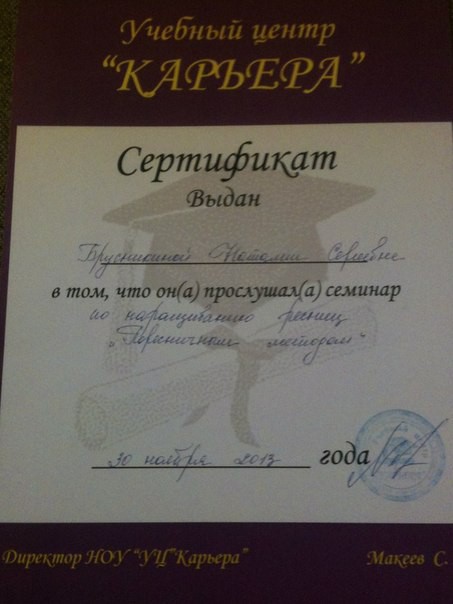 Учебный центр
“КАРЬЕРА”
Сертификат
Выдан
Брусникиной Наталии Сергеевне
в том, что он(а) прослушал(а) семинар
по наращиванию ресниц
„Поресничным методом“
30 ноября 2013 года
Директор НОУ "УЦ"Карьера" Макеев С.